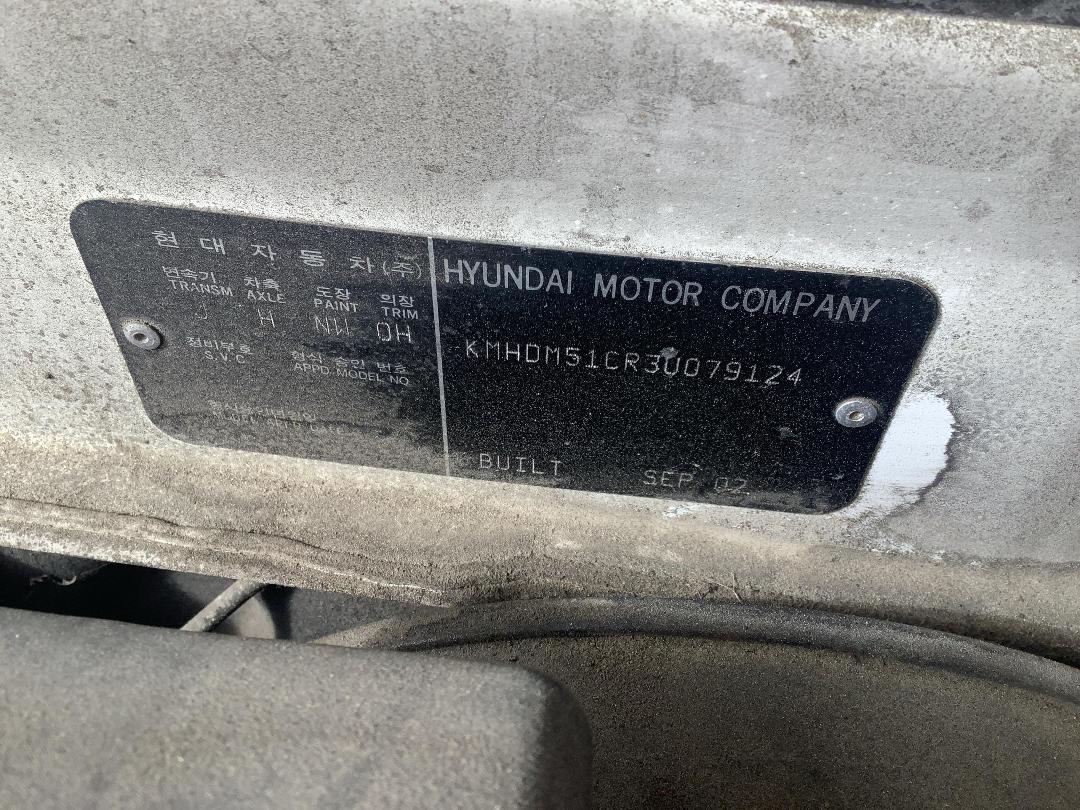 현 대 자 동 차 (주)
변속기 차축 도장 의장
TRANSM AXLE PAINT TRIM
J H NW OH
정비부호 형식 승인 번호
S.V.C APPD.MODEL NO
HYUNDAI MOTOR COMPANY
KMHDM51CR3U079124
BUILT SEP 02